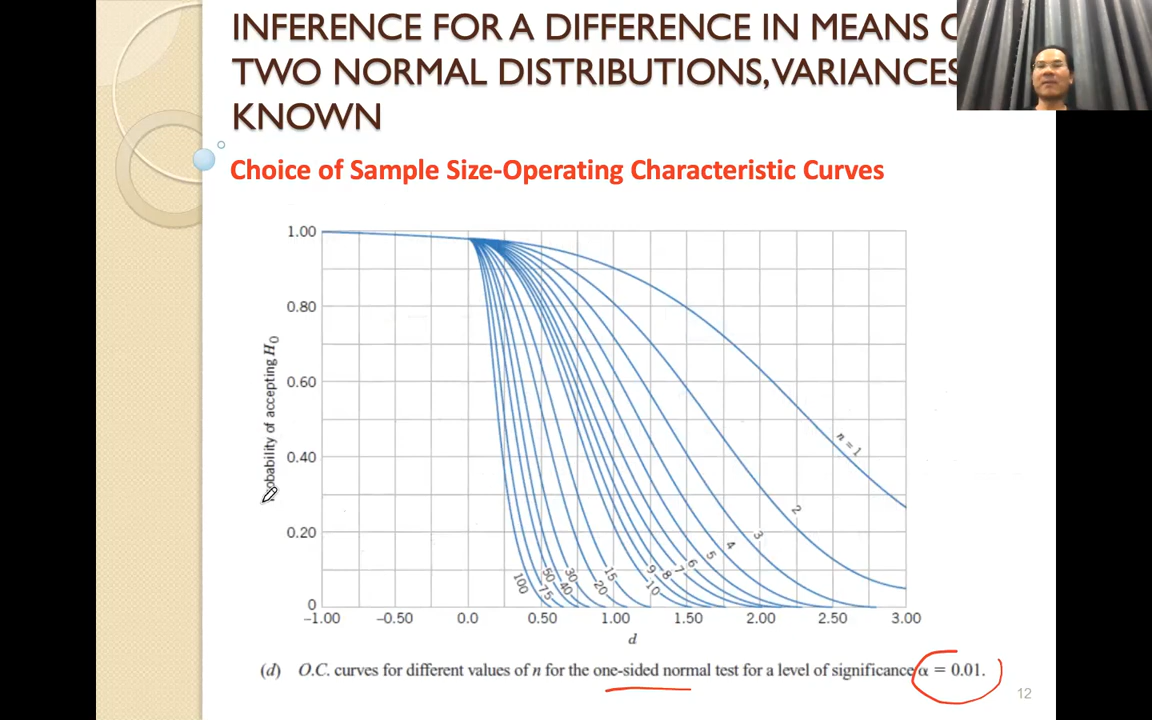 INFERENCE FOR A DIFFERENCE IN MEANS
TWO NORMAL DISTRIBUTIONS, VARIANCES
KNOWN
Choice of Sample Size-Operating Characteristic Curves
1.00
0.80
0.60
0.40
0.20
0
of accepting H0
n = 1
2
3
4
5
6
7
8
9
10
15
20
30
40
50
75
100
−1.00 −0.50 0.0 0.50 1.00 1.50 2.00 2.50 3.00
d
(d) O.C. curves for different values of n for the one-sided normal test for a level of significance α = 0.01.
12